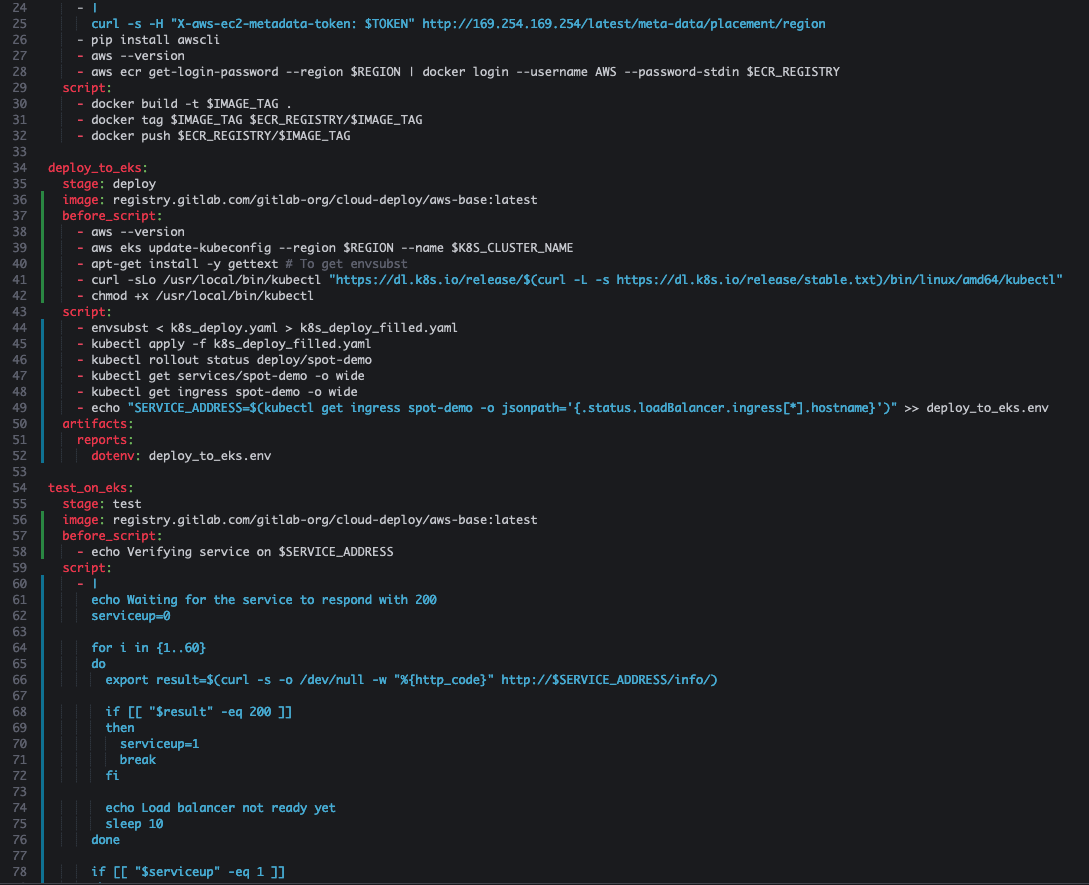 24 - |
25 curl -s -H "X-aws-ec2-metadata-token: $TOKEN" http://169.254.169.254/latest/meta-data/placement/region
26 - pip install awscli
27 - aws --version
28 - aws ecr get-login-password --region $REGION | docker login --username AWS --password-stdin $ECR_REGISTRY
29 script:
30 - docker build -t $IMAGE_TAG .
31 - docker tag $IMAGE_TAG $ECR_REGISTRY/$IMAGE_TAG
32 - docker push $ECR_REGISTRY/$IMAGE_TAG
33
34 deploy_to_eks:
35 stage: deploy
36 image: registry.gitlab.com/gitlab-org/cloud-deploy/aws-base:latest
37 before_script:
38 - aws --version
39 - aws eks update-kubeconfig --region $REGION --name $K8S_CLUSTER_NAME
40 - apt-get install -y gettext # To get envsubst
41 - curl -sLo /usr/local/bin/kubectl "https://dl.k8s.io/release/$(curl -L -s https://dl.k8s.io/release/stable.txt)/bin/linux/amd64/kubectl"
42 - chmod +x /usr/local/bin/kubectl
43 script:
44 - envsubst < k8s_deploy.yaml > k8s_deploy_filled.yaml
45 - kubectl apply -f k8s_deploy_filled.yaml
46 - kubectl rollout status deploy/spot-demo
47 - kubectl get services/spot-demo -o wide
48 - kubectl get ingress spot-demo -o wide
49 - echo "SERVICE_ADDRESS=$(kubectl get ingress spot-demo -o jsonpath='{.status.loadBalancer.ingress[*].hostname}')" >> deploy_to_eks.env
50 artifacts:
51 reports:
52 dotenv: deploy_to_eks.env
53
54 test_on_eks:
55 stage: test
56 image: registry.gitlab.com/gitlab-org/cloud-deploy/aws-base:latest
57 before_script:
58 - echo Verifying service on $SERVICE_ADDRESS
59 script:
60 - |
61 echo Waiting for the service to respond with 200
62 serviceup=0
63
64 for i in {1..60}
65 do
66 export result=$(curl -s -o /dev/null -w "%{http_code}" http://$SERVICE_ADDRESS/info/)
67
68 if [[ "$result" -eq 200 ]]
69 then
70 serviceup=1
71 break
72 fi
73
74 echo Load balancer not ready yet
75 sleep 10
76 done
77
78 if [[ "$serviceup" -eq 1 ]]